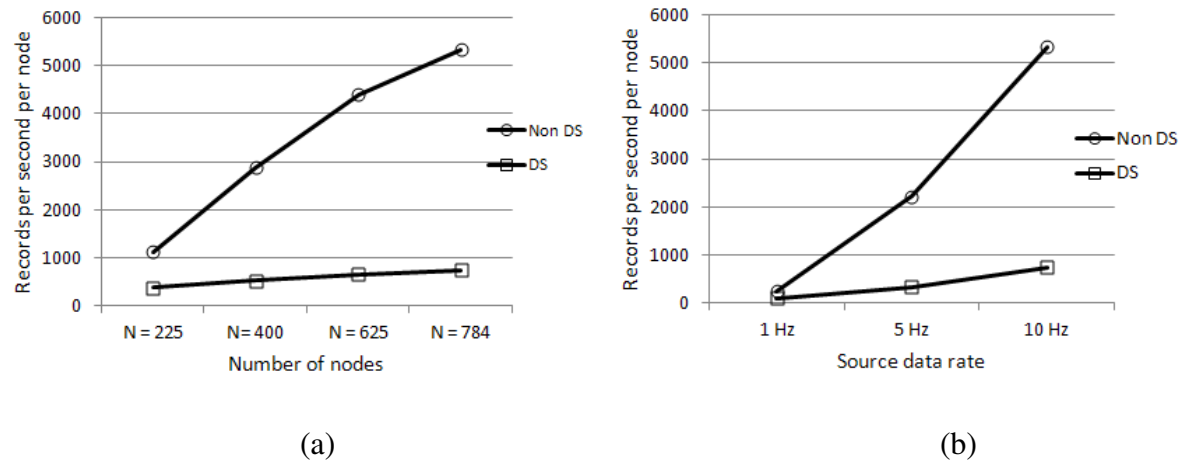 6000
5000
4000
3000
2000
1000
0
Records per second per node
N = 225 N= 400 N = 625 N = 784
Number of nodes
Non DS
DS
(a)
6000
5000
4000
3000
2000
1000
0
Records per second per node
1 Hz 5 Hz 10 Hz
Source data rate
Non DS
DS
(b)